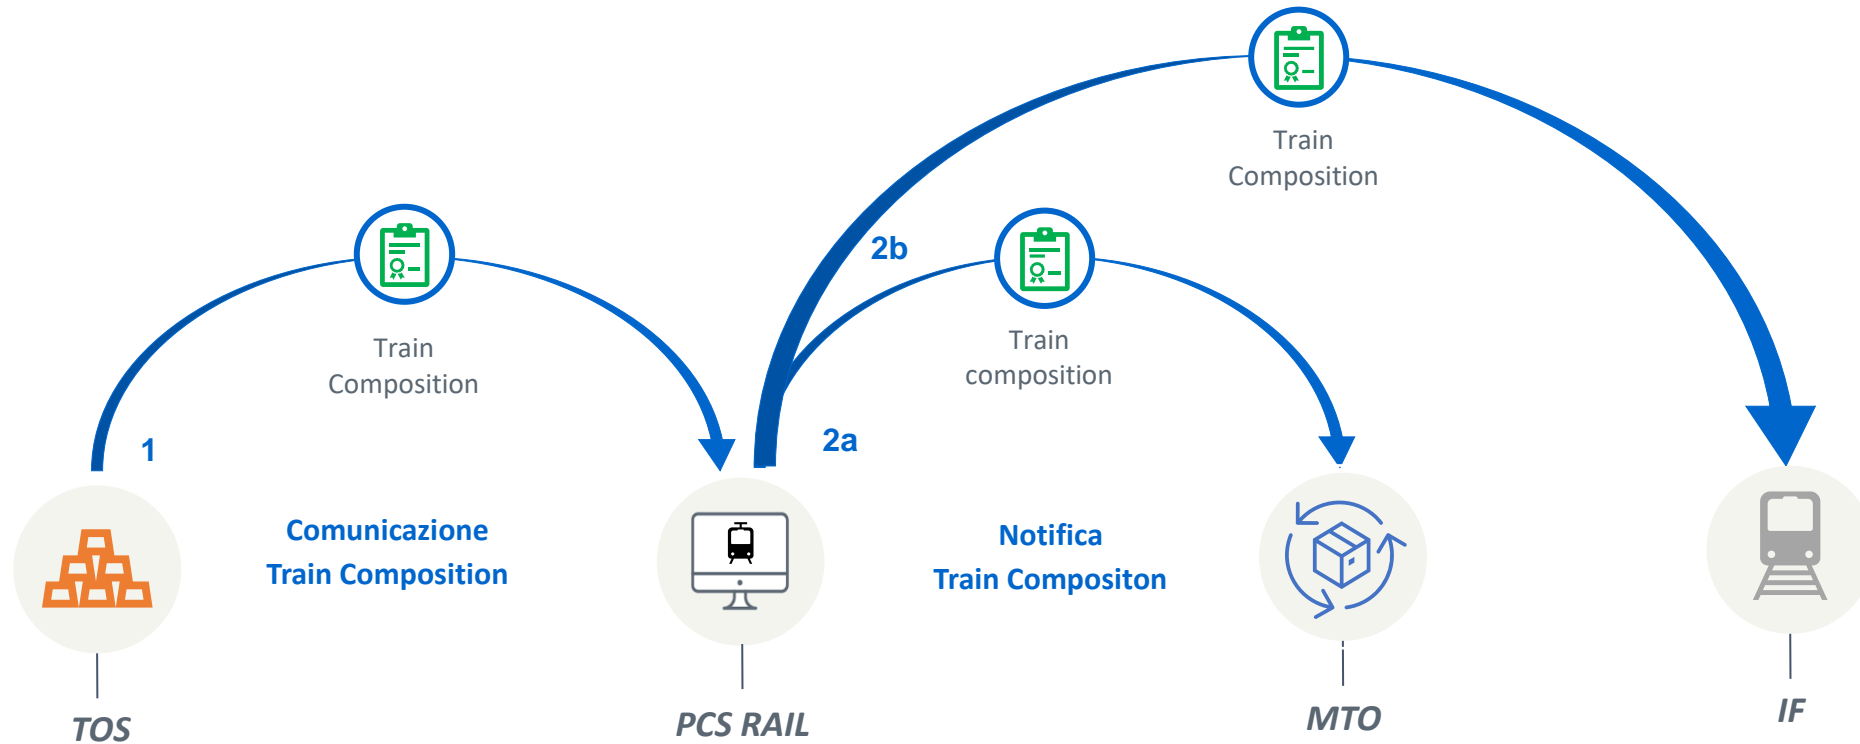 Train
Composition
2b
Train
Composition
Train
composition
1
2a
Comunicazione
Train Composition
Notifica
Train Compositon
TOS
PCS RAIL
MTO
IF